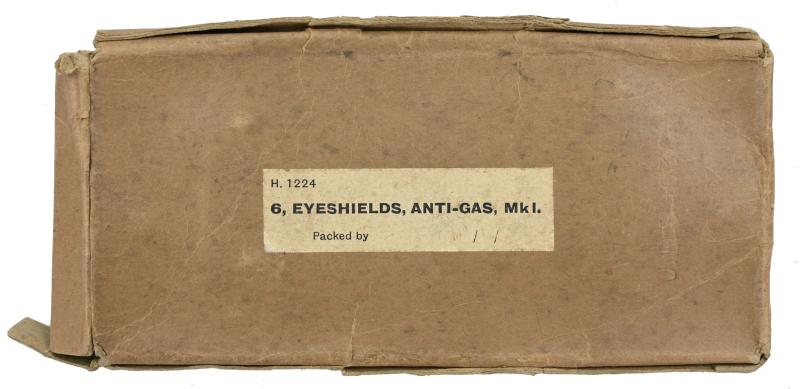 H. 1224
6, EYESHIELDS, ANTI-GAS, Mk I.
Packed by / /